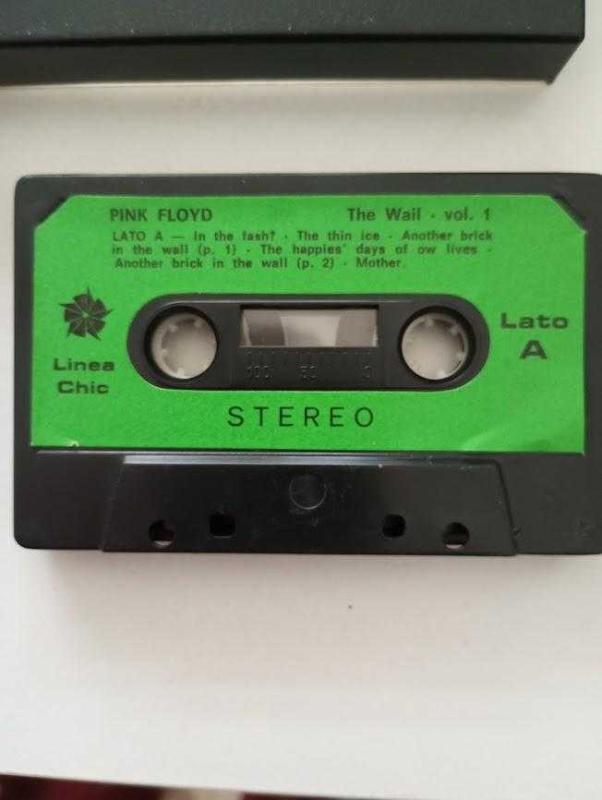 PINK FLOYD The Wail - vol. 1
LATO A — In the fash? - The thin ice - Another brick
in the wall (p. 1) - The happies' days of ow lives -
Another brick in the wall (p. 2) - Mother.
Linea
Chic
Lato
A
100 50 0
STEREO